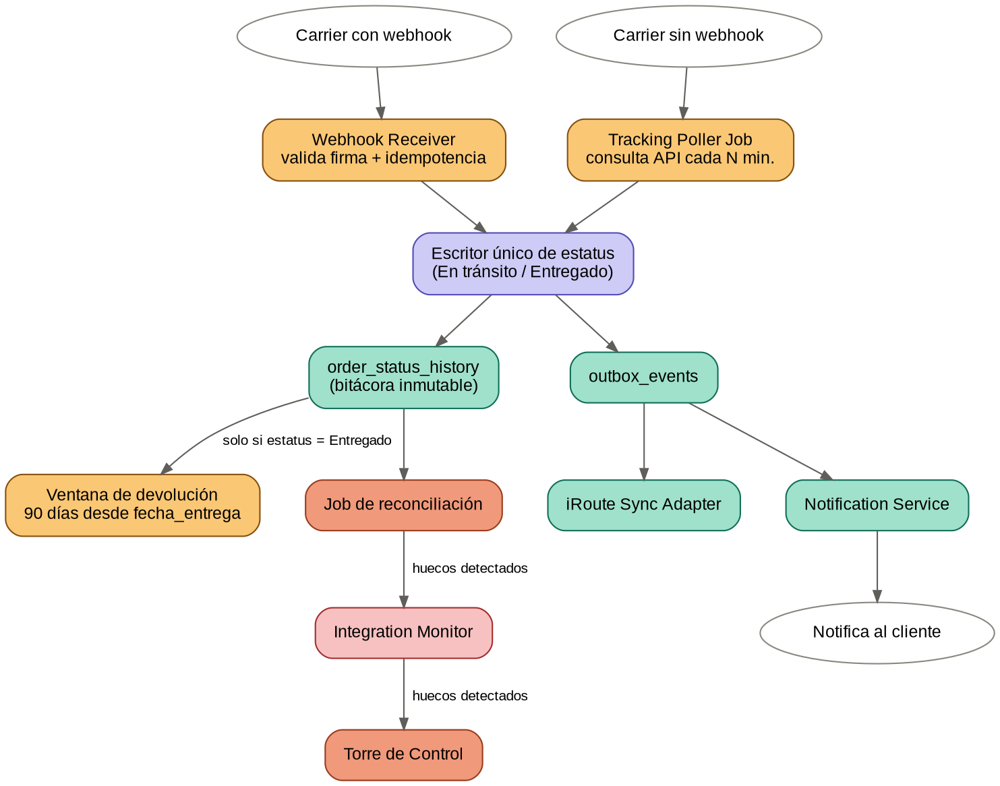 Carrier con webhook
Carrier sin webhook
Webhook Receiver
valida firma + idempotencia
Tracking Poller Job
consulta API cada N min.
Escritor único de estatus
(En tránsito / Entregado)
order_status_history
(bitácora inmutable)
outbox_events
solo si estatus = Entregado
Ventana de devolución
90 días desde fecha_entrega
Job de reconciliación
iRoute Sync Adapter
Notification Service
huecos detectados
Integration Monitor
Notifica al cliente
huecos detectados
Torre de Control